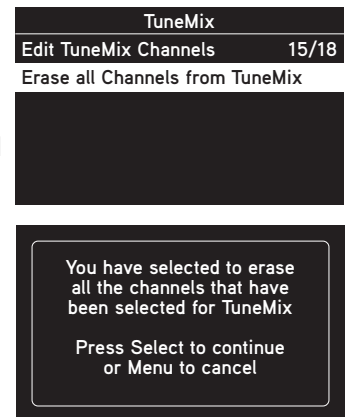 TuneMix
Edit TuneMix Channels 15/18
Erase all Channels from TuneMix
You have selected to erase
all the channels that have
been selected for TuneMix
Press Select to continue
or Menu to cancel